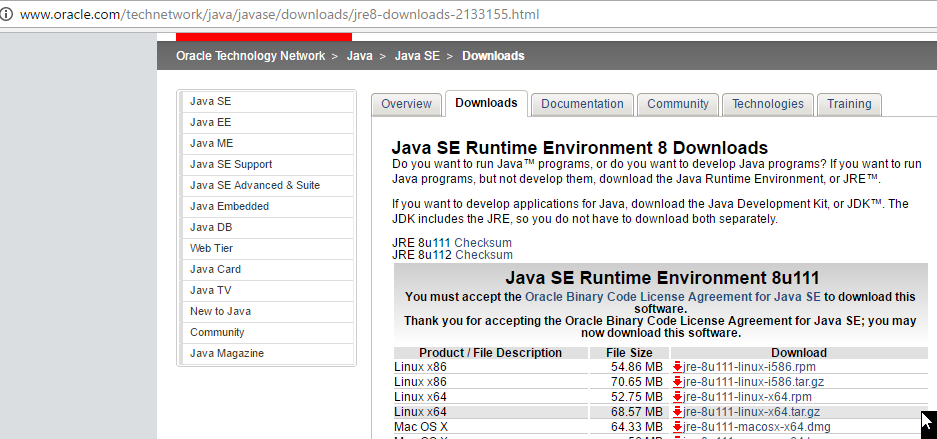 www.oracle.com/technetwork/java/javase/downloads/jre8-downloads-2133155.html
Oracle Technology Network > Java > Java SE > Downloads
Java SE
Java EE
Java ME
Java SE Support
Java SE Advanced & Suite
Java Embedded
Java DB
Web Tier
Java Card
Java TV
New to Java
Community
Java Magazine
Overview Downloads Documentation Community Technologies Training
Java SE Runtime Environment 8 Downloads
Do you want to run Java™ programs, or do you want to develop Java programs? If you want to run
Java programs, but not develop them, download the Java Runtime Environment, or JRE™.
If you want to develop applications for Java, download the Java Development Kit, or JDK™. The
JDK includes the JRE, so you do not have to download both separately.
JRE 8u111 Checksum
JRE 8u112 Checksum
Java SE Runtime Environment 8u111
You must accept the Oracle Binary Code License Agreement for Java SE to download this
software.
Thank you for accepting the Oracle Binary Code License Agreement for Java SE; you may
now download this software.
Product / File Description File Size Download
Linux x86 54.86 MB jre-8u111-linux-i586.rpm
Linux x86 70.65 MB jre-8u111-linux-i586.tar.gz
Linux x64 52.75 MB jre-8u111-linux-x64.rpm
Linux x64 68.57 MB jre-8u111-linux-x64.tar.gz
Mac OS X 64.33 MB jre-8u111-macosx-x64.dmg